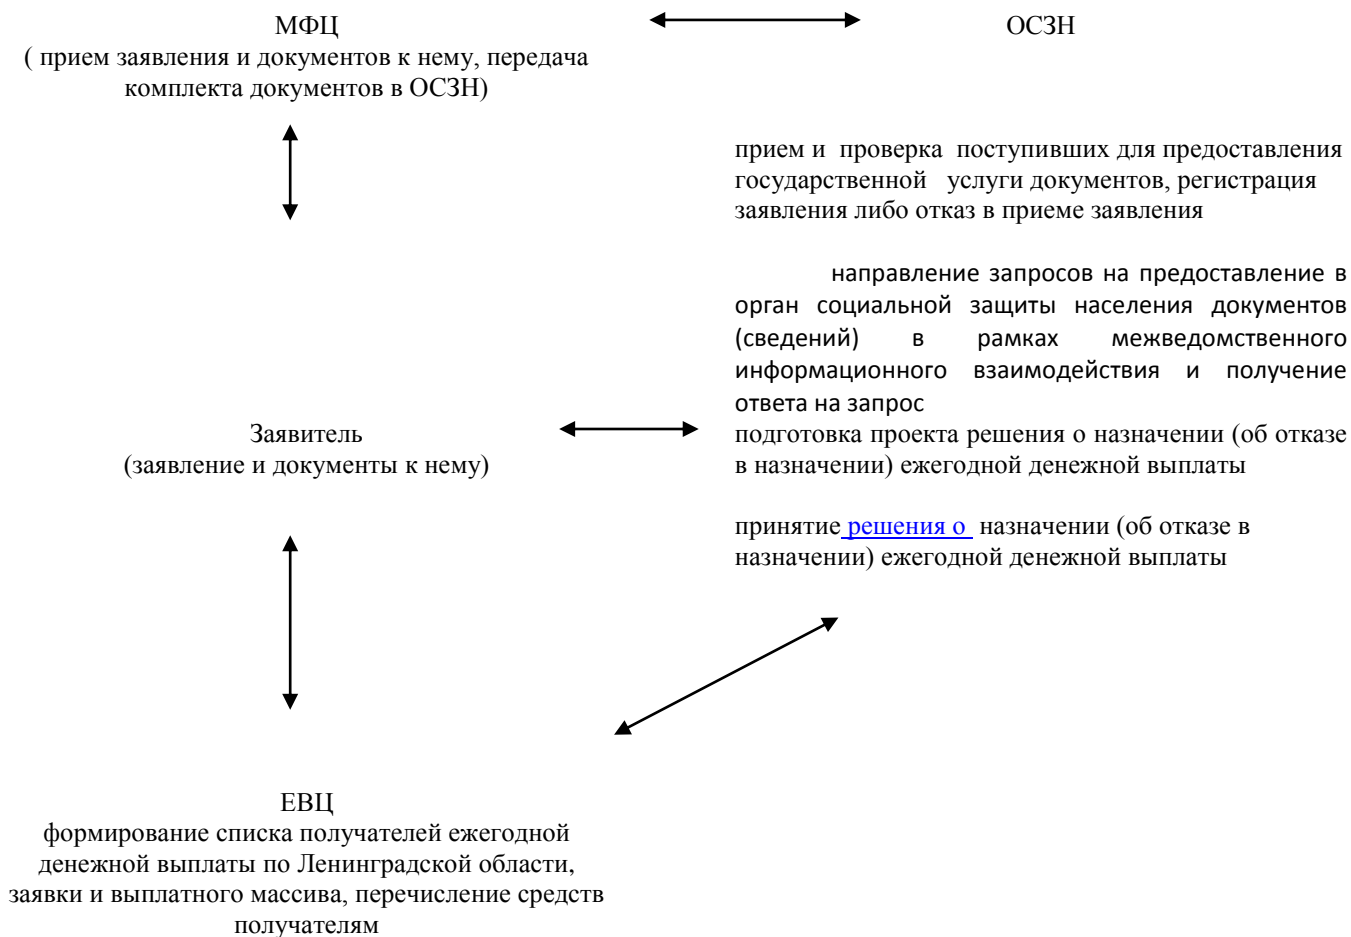 МФЦ
( прием заявления и документов к нему, передача
комплекта документов в ОСЗН)
ОСЗН
прием и проверка поступивших для предоставления
государственной услуги документов, регистрация
заявления либо отказ в приеме заявления
направление запросов на предоставление в
орган социальной защиты населения документов
(сведений) в рамках межведомственного
информационного взаимодействия и получение
ответа на запрос
подготовка проекта решения о назначении (об отказе
в назначении) ежегодной денежной выплаты
принятие решения о назначении (об отказе в
назначении) ежегодной денежной выплаты
Заявитель
(заявление и документы к нему)
ЕВЦ
формирование списка получателей ежегодной
денежной выплаты по Ленинградской области,
заявки и выплатного массива, перечисление средств
получателям